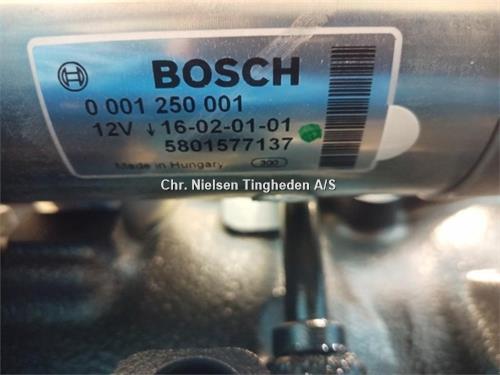 BOSCH
0 001 250 001
12V ↓ 16-02-01-01
5801577137
Made in Hungary 300
Chr. Nielsen Tingheden A/S